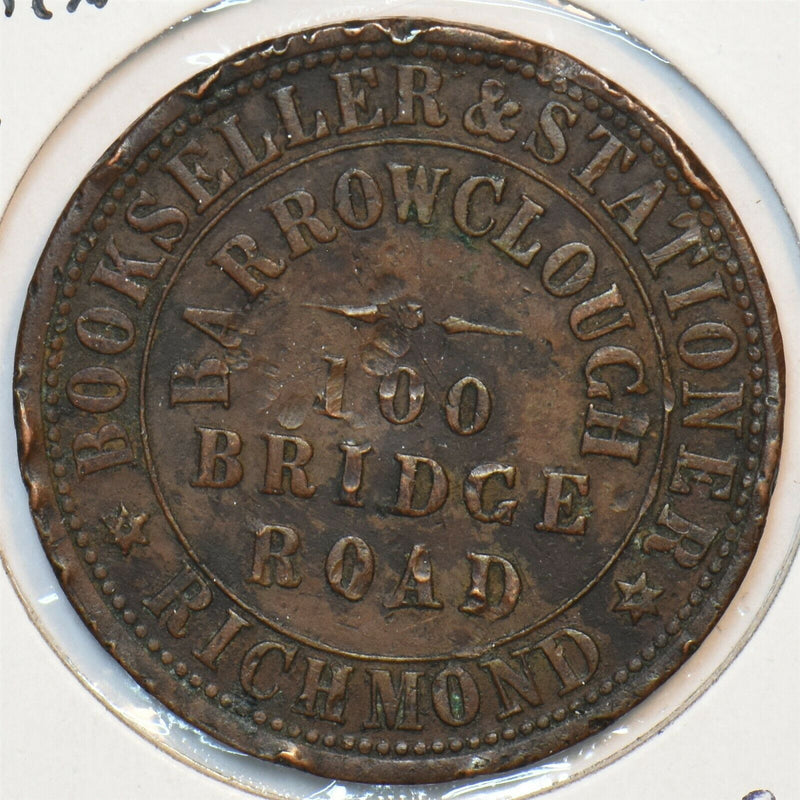 BOOKSELLER & STATIONER
RICHMOND
BARROWCLOUGH
100
BRIDGE
ROAD